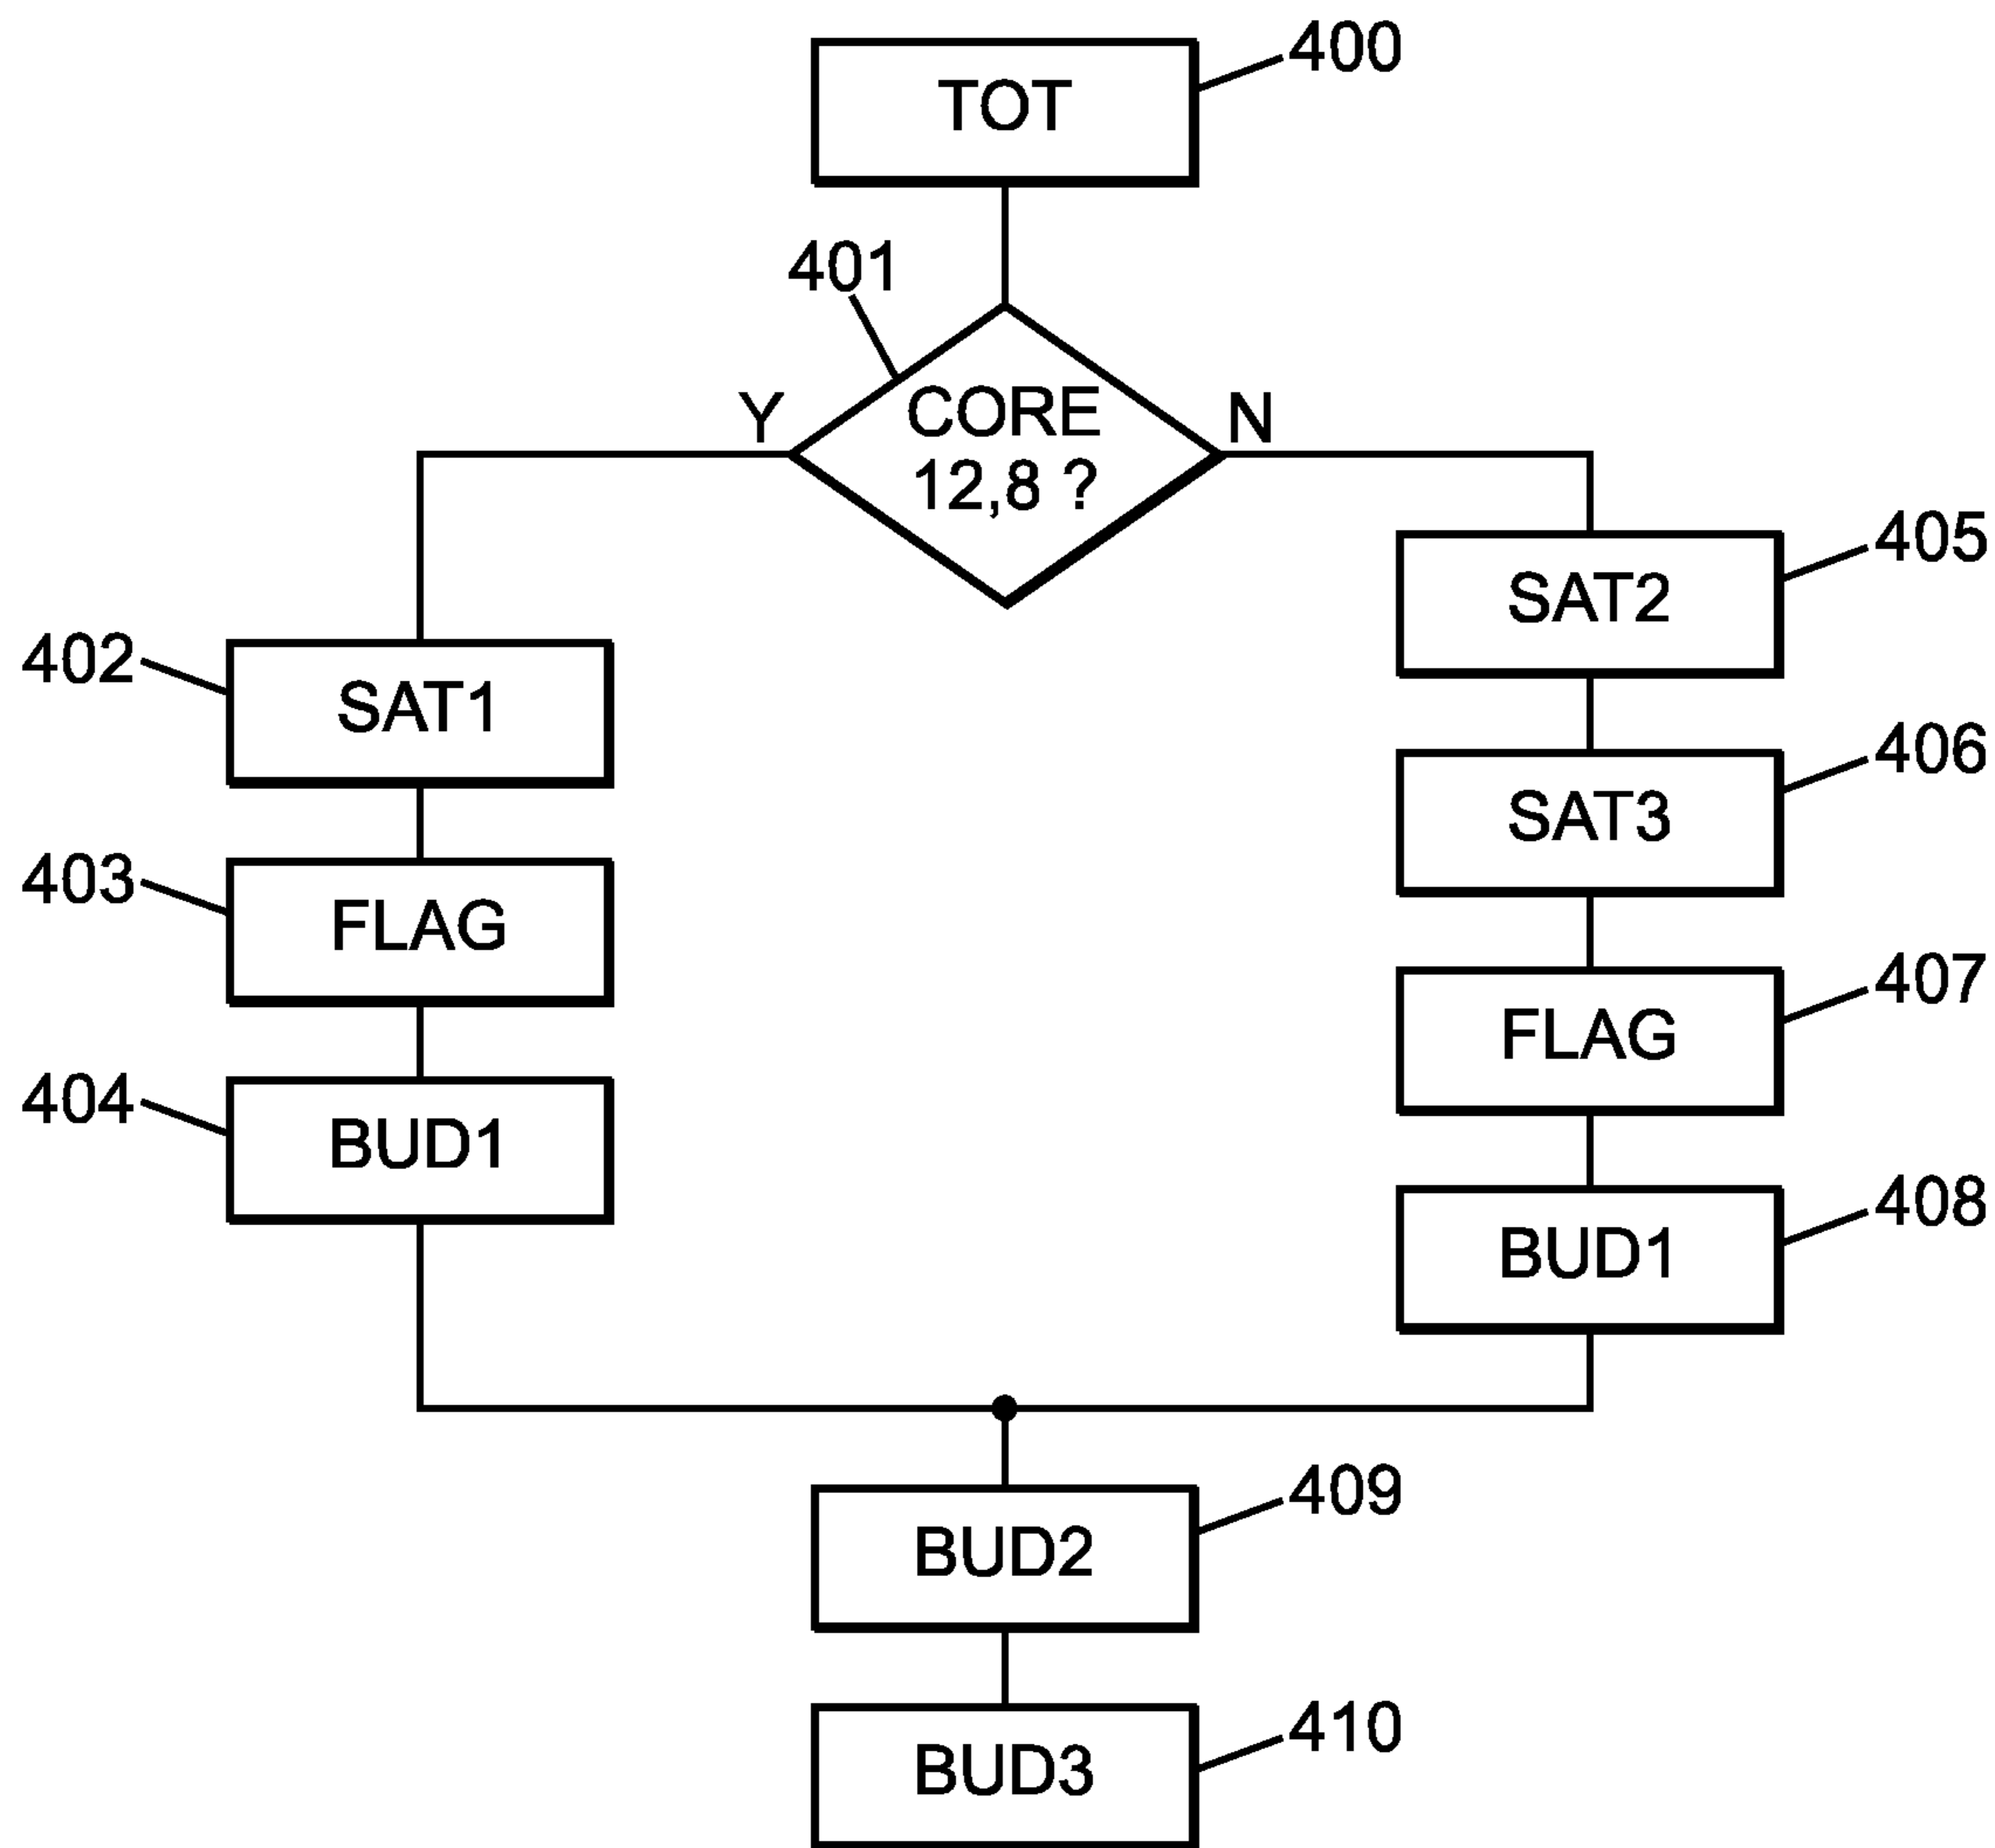 TOT
400
401
Y
CORE
12,8 ?
N
SAT2
405
402
SAT1
SAT3
406
403
FLAG
FLAG
407
404
BUD1
BUD1
408
BUD2
409
BUD3
410